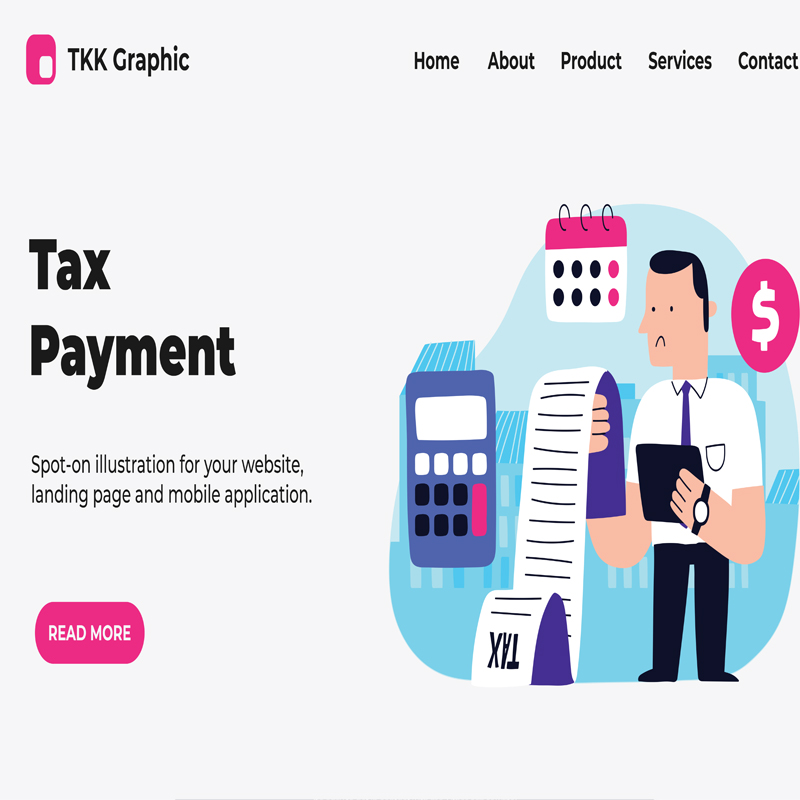 TKK Graphic
Home About Product Services Contact
Tax
Payment
Spot-on illustration for your website,
landing page and mobile application.
READ MORE
$
TAX